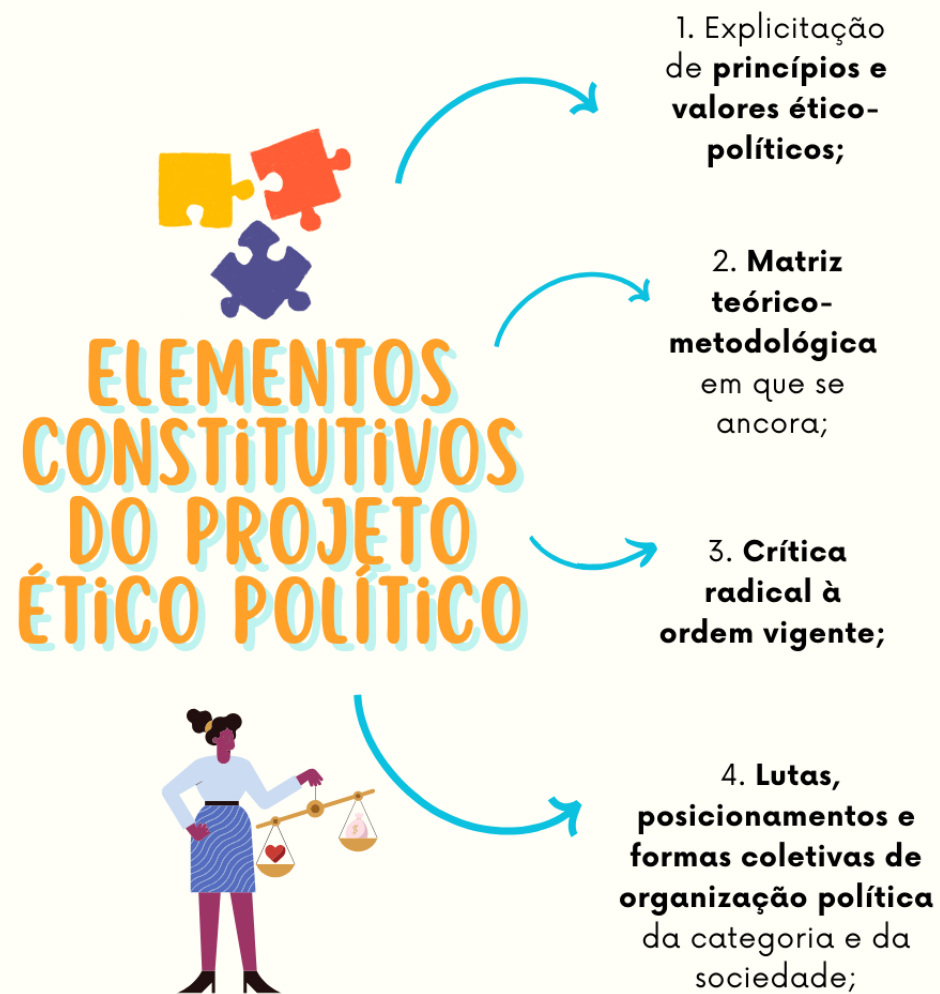 ELEMENTOS
CONSTITUTIVOS
DO PROJETO
ÉTICO POLÍTICO
1. Explicitação
de princípios e
valores ético-
políticos;
2. Matriz
teórico-
metodológica
em que se
ancora;
3. Crítica
radical à
ordem vigente;
4. Lutas,
posicionamentos e
formas coletivas de
organização política
da categoria e da
sociedade;
$